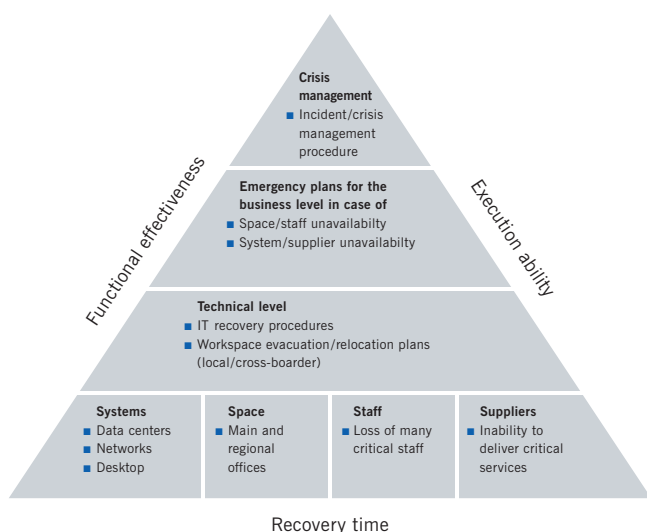 Crisis
management
■ Incident/crisis
management
procedure
Functional effectiveness
Execution ability
Emergency plans for the
business level in case of
■ Space/staff unavailabilty
■ System/supplier unavailabilty
Technical level
■ IT recovery procedures
■ Workspace evacuation/relocation plans
(local/cross-boarder)
Systems
■ Data centers
■ Networks
■ Desktop
Space
■ Main and
regional
offices
Staff
■ Loss of many
critical staff
Suppliers
■ Inability to
deliver critical
services
Recovery time